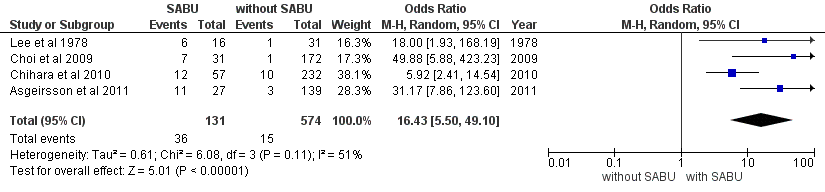 SABU without SABU Odds Ratio Odds Ratio
Study or Subgroup Events Total Events Total Weight M-H, Random, 95% CI Year M-H, Random, 95% CI
Lee et al 1978 6 16 1 31 16.3% 18.00 [1.93, 168.19] 1978
Choi et al 2009 7 31 1 172 17.3% 49.88 [5.88, 423.23] 2009
Chihara et al 2010 12 57 10 232 38.1% 5.92 [2.41, 14.54] 2010
Asgeirsson et al 2011 11 27 3 139 28.3% 31.17 [7.86, 123.60] 2011
Total (95% CI) 131 574 100.0% 16.43 [5.50, 49.10]
Total events 36 15
Heterogeneity: Tau² = 0.61; Chi² = 6.08, df = 3 (P = 0.11); I² = 51%
Test for overall effect: Z = 5.01 (P < 0.00001)
0.01 0.1 1 10 100
without SABU with SABU